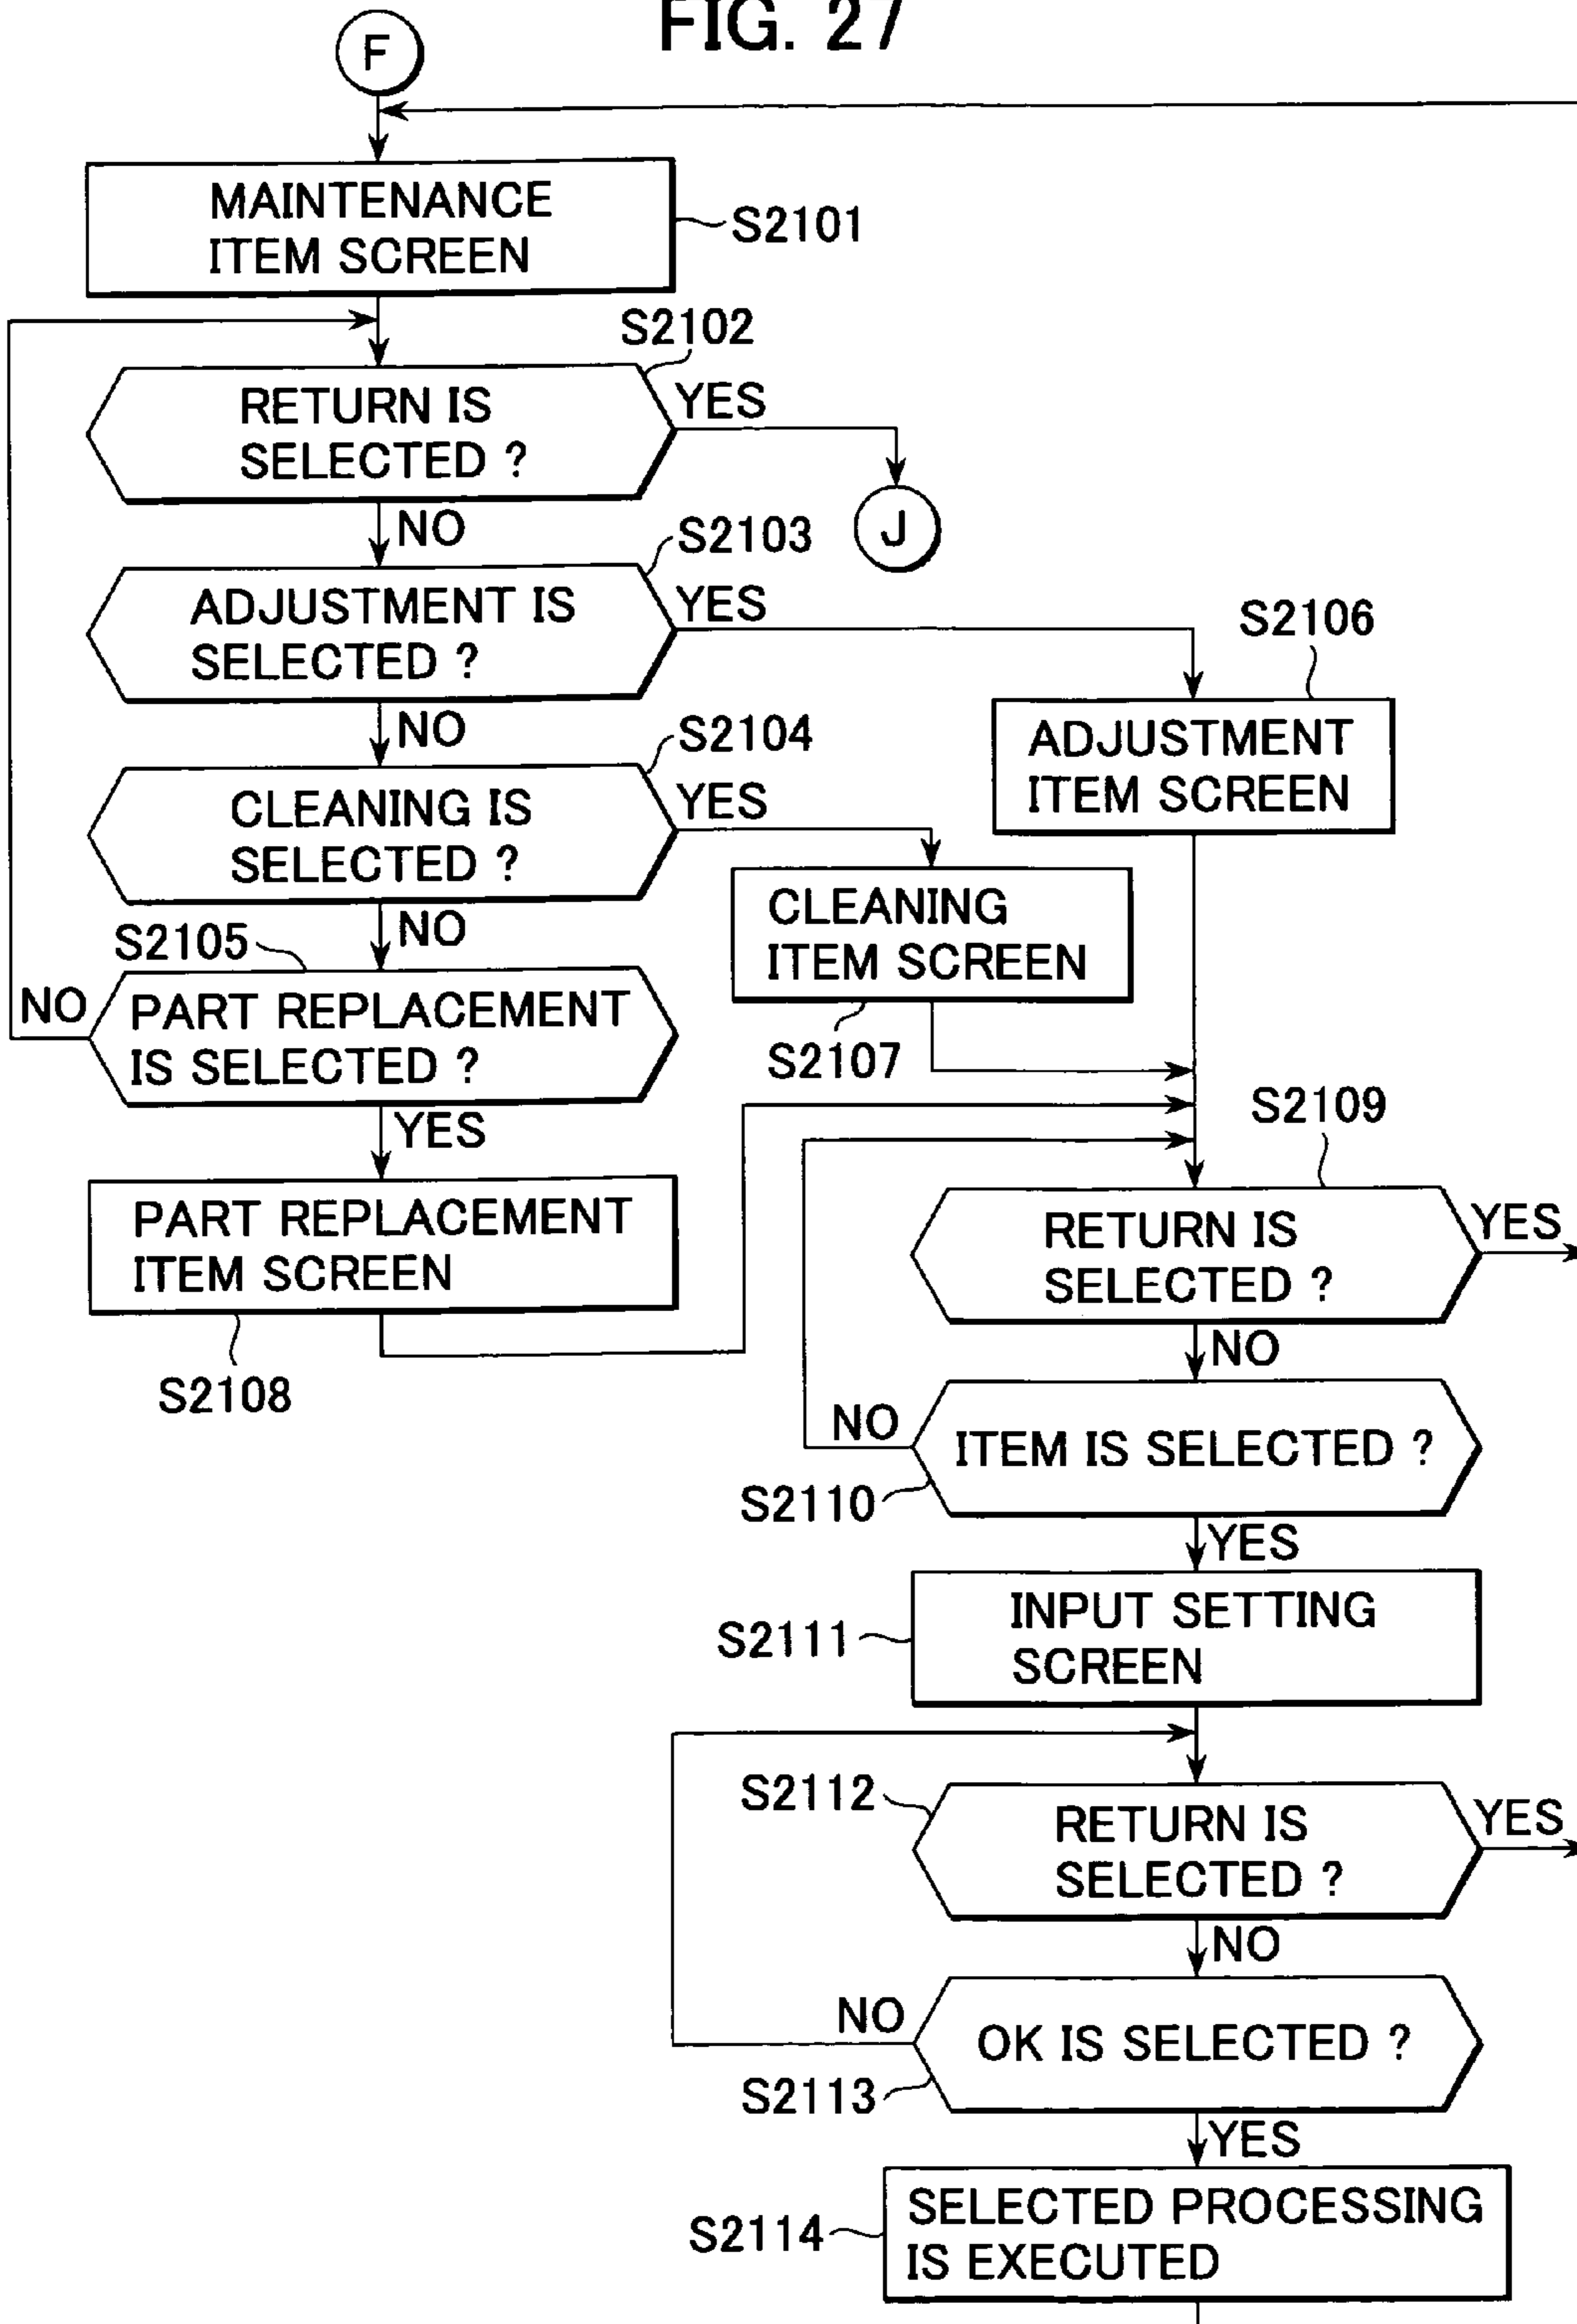 FIG. 27
F
MAINTENANCE
ITEM SCREEN
S2101
S2102
RETURN IS
SELECTED ?
YES
J
NO
S2103
ADJUSTMENT IS
SELECTED ?
YES
S2106
ADJUSTMENT
ITEM SCREEN
NO
S2104
CLEANING IS
SELECTED ?
YES
CLEANING
ITEM SCREEN
S2107
NO
S2105
PART REPLACEMENT
IS SELECTED ?
NO
YES
PART REPLACEMENT
ITEM SCREEN
S2108
S2109
RETURN IS
SELECTED ?
YES
NO
ITEM IS SELECTED ?
NO
S2110
YES
INPUT SETTING
SCREEN
S2111
S2112
RETURN IS
SELECTED ?
YES
NO
OK IS SELECTED ?
NO
S2113
YES
SELECTED PROCESSING
IS EXECUTED
S2114